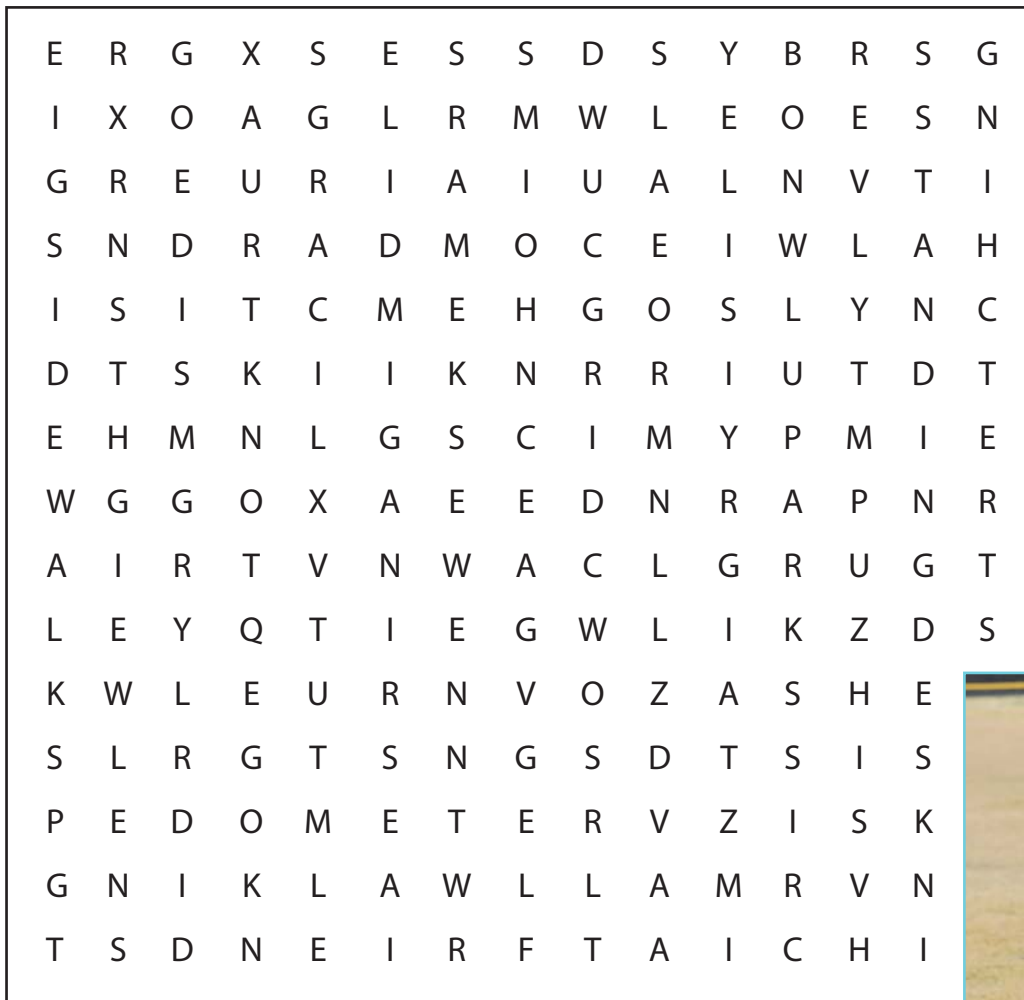 E R G X S E S S D S Y B R S G
I X O A G L R M W L E O E S N
G R E U R I A I U A L N V T I
S N D R A D M O C E I W L A H
I S I T C M E H G O S L Y N C
D T S K I I K N R R I U T D T
E H M N L G S C I M Y P M I E
W G G O X A E E D N R A P N R
A I R T V N W A C L G R U G T
L E Y Q T I E G W L I K Z D S
K W L E U R N V O Z A S H E
S L R G T S N G S D T S I S
P E D O M E T E R V Z I S K
G N I K L A W L L A M R V N
T S D N E I R F T A I C H I